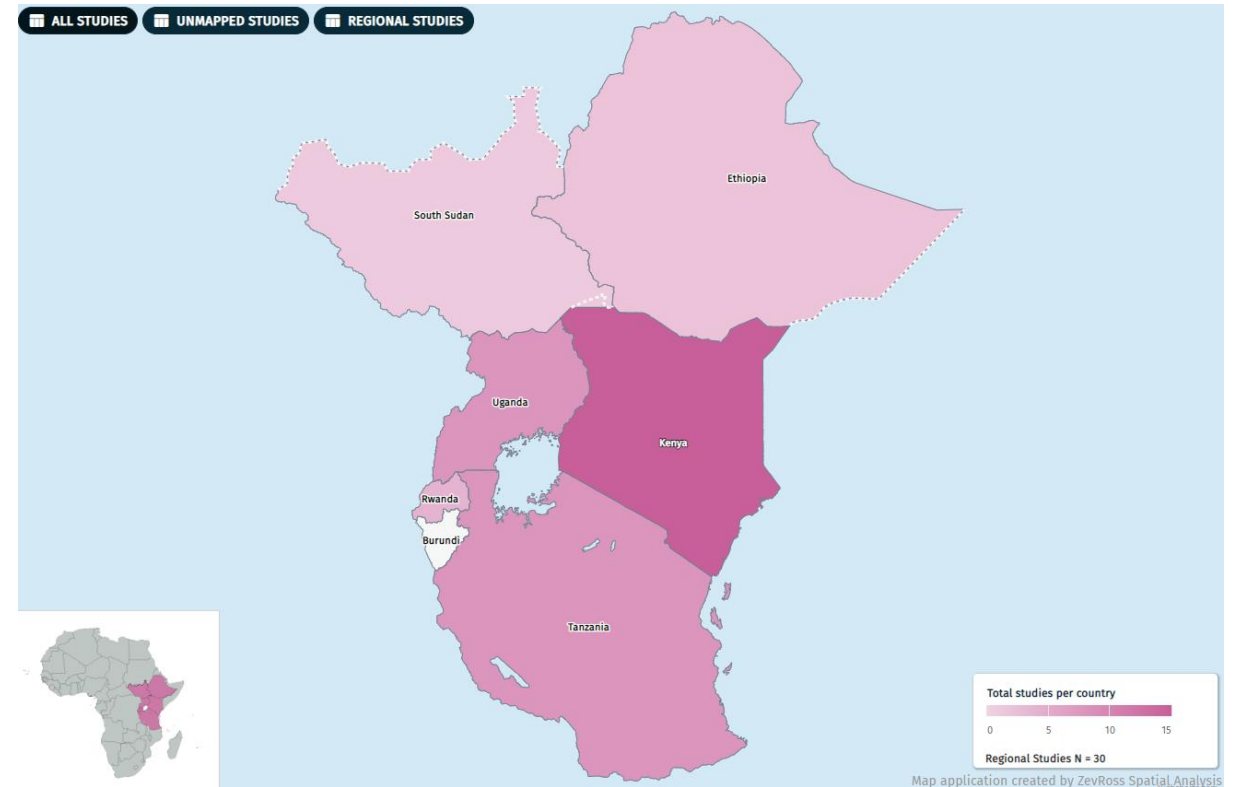 ALL STUDIES
UNMAPPED STUDIES
REGIONAL STUDIES
Ethiopia
South Sudan
Uganda
Kenya
Rwanda
Burundi
Tanzania
Total studies per country
0 5 10 15
Regional Studies N = 30
Map application created by ZevRoss Spatial Analysis